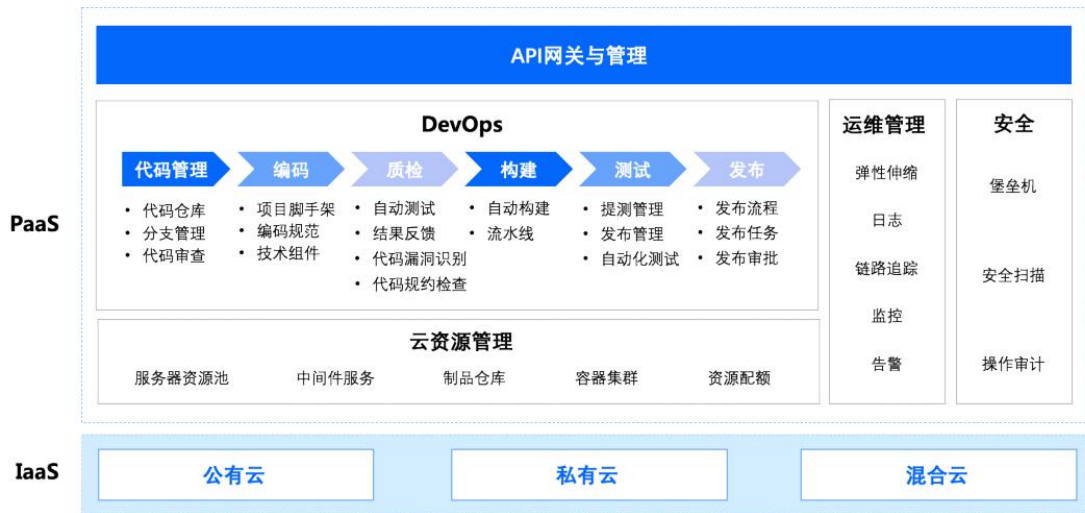 API网关与管理
PaaS
DevOps
代码管理
编码
质检
构建
测试
发布
• 代码仓库
• 分支管理
• 代码审查
• 项目脚手架
• 编码规范
• 技术组件
• 自动测试
• 结果反馈
• 代码漏洞识别
• 代码规约检查
• 自动构建
• 流水线
• 提测管理
• 发布管理
• 自动化测试
• 发布流程
• 发布任务
• 发布审批
云资源管理
服务器资源池
中间件服务
制品仓库
容器集群
资源配额
运维管理
弹性伸缩
日志
链路追踪
监控
告警
安全
堡垒机
安全扫描
操作审计
IaaS
公有云
私有云
混合云